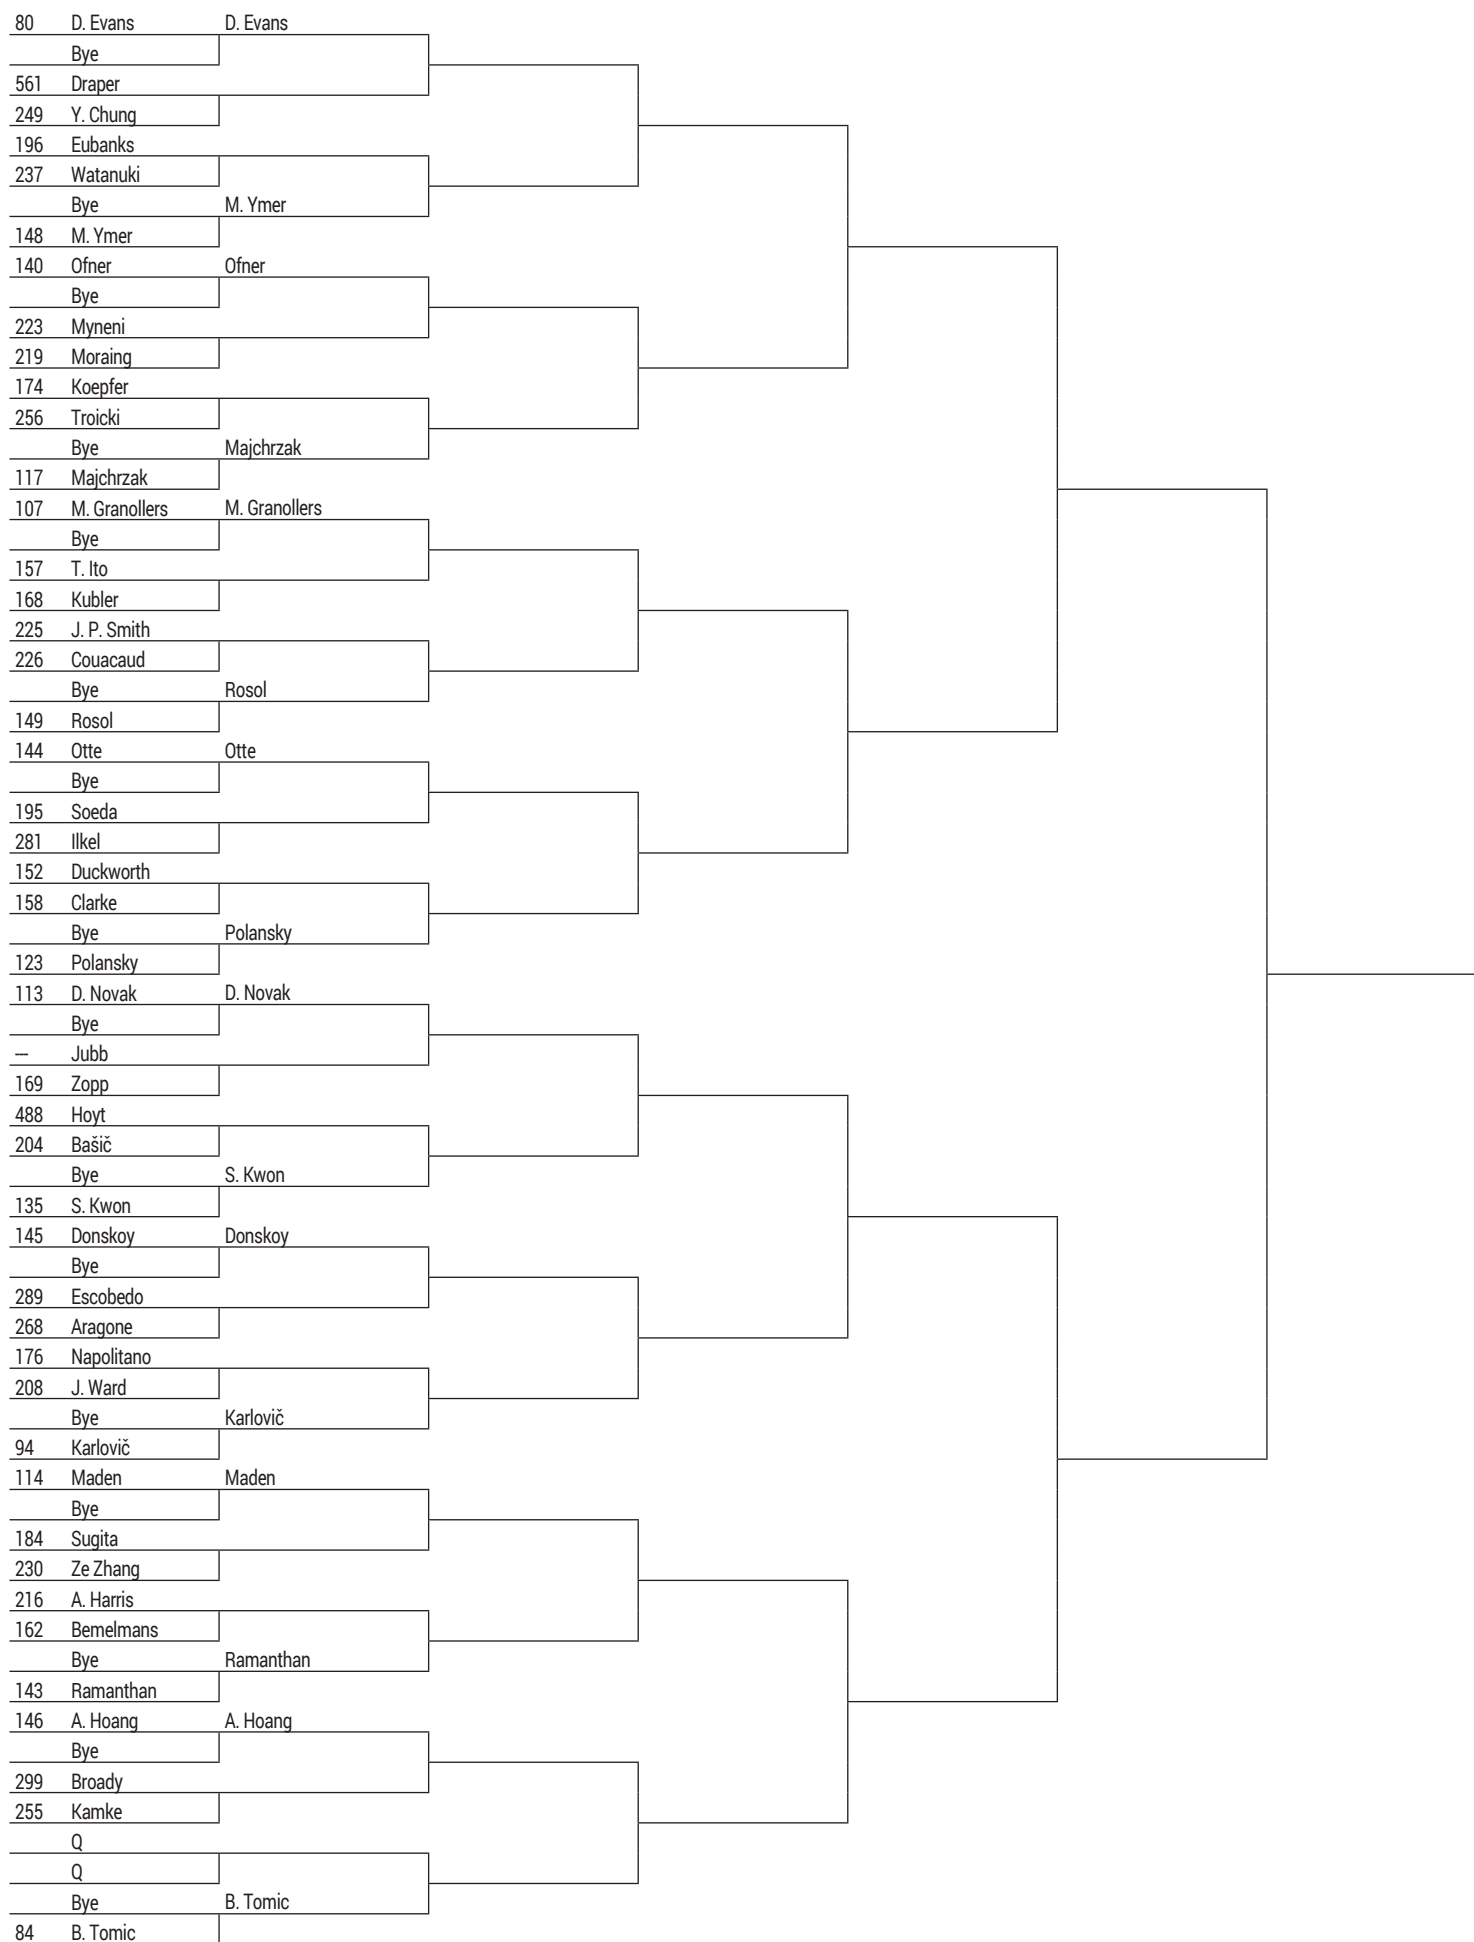 80 D. Evans D. Evans
Bye
561 Draper
249 Y. Chung
196 Eubanks
237 Watanuki
Bye M. Ymer
148 M. Ymer
140 Ofner Ofner
Bye
223 Myneni
219 Moraing
174 Koepfer
256 Troicki
Bye Majchrzak
117 Majchrzak
107 M. Granollers M. Granollers
Bye
157 T. Ito
168 Kubler
225 J. P. Smith
226 Couacaud
Bye Rosol
149 Rosol
144 Otte Otte
Bye
195 Soeda
281 Ilkel
152 Duckworth
158 Clarke
Bye Polansky
123 Polansky
113 D. Novak D. Novak
Bye
--- Jubb
169 Zopp
488 Hoyt
204 Bašič
Bye S. Kwon
135 S. Kwon
145 Donskoy Donskoy
Bye
289 Escobedo
268 Aragone
176 Napolitano
208 J. Ward
Bye Karlovič
94 Karlovič
114 Maden Maden
Bye
184 Sugita
230 Ze Zhang
216 A. Harris
162 Bemelmans
Bye Ramanthan
143 Ramanthan
146 A. Hoang A. Hoang
Bye
299 Broady
255 Kamke
Q
Q
Bye B. Tomic
84 B. Tomic